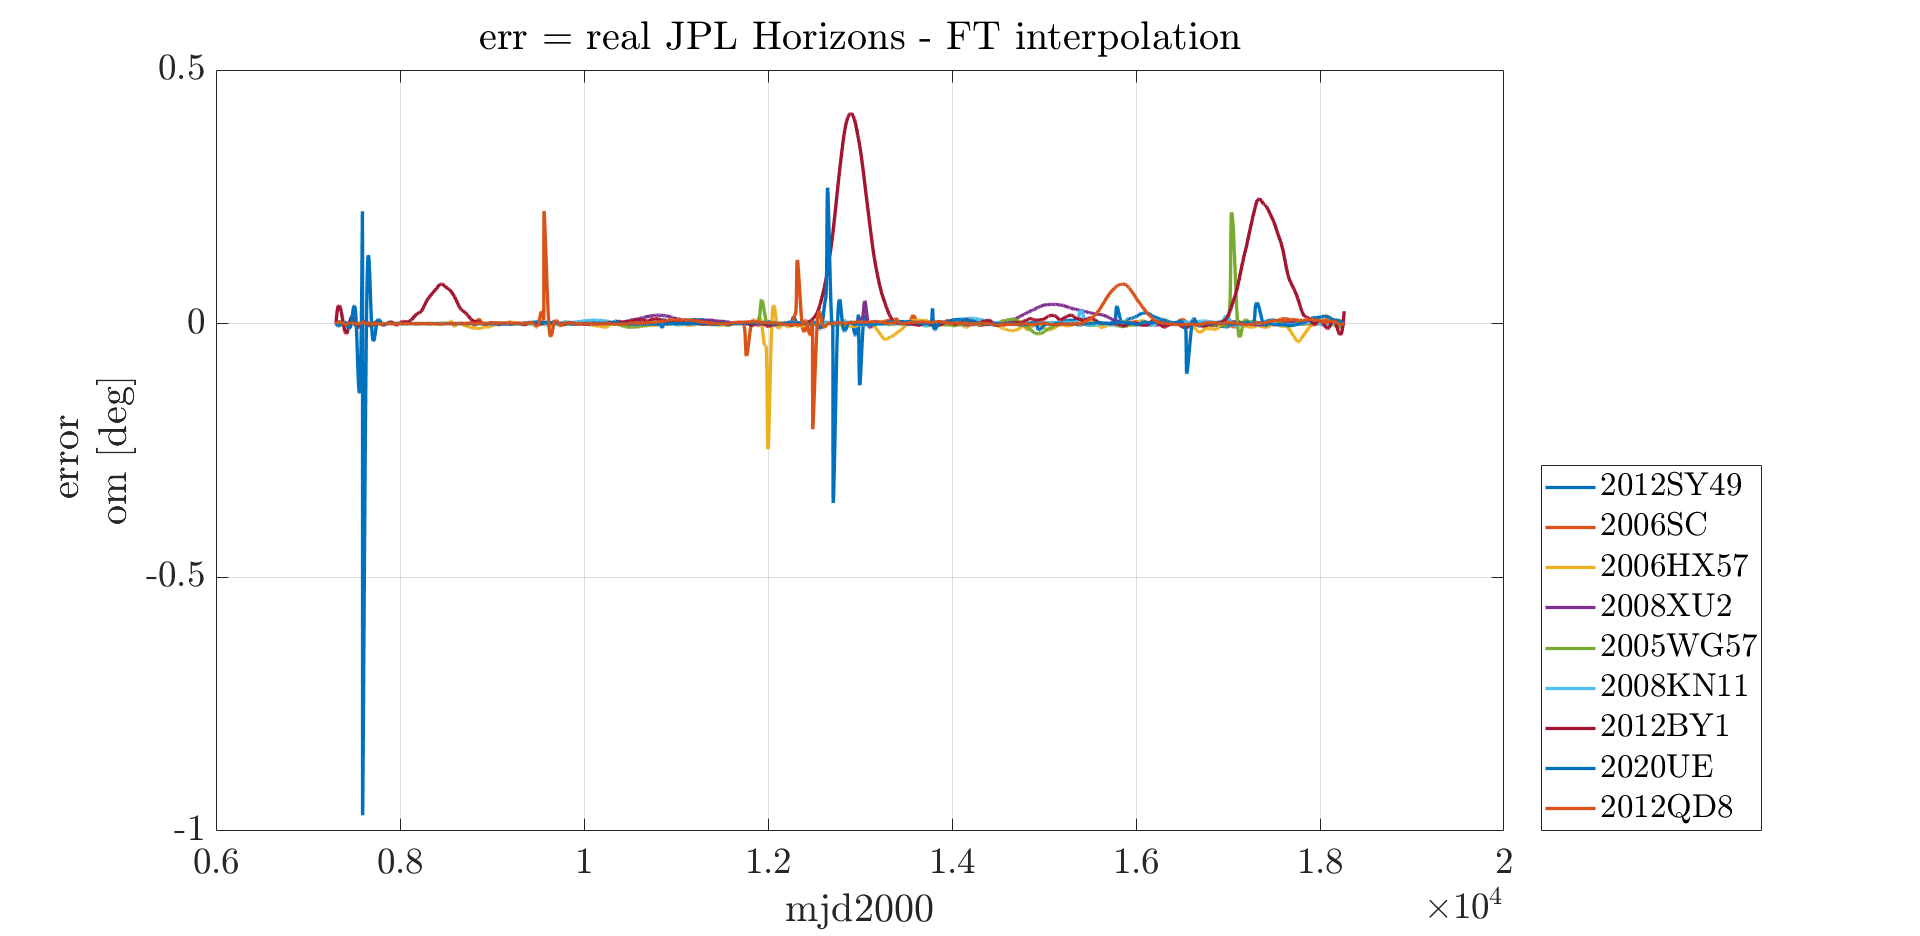 err = real JPL Horizons - FT interpolation
0.5
0
-0.5
-1
error
om [deg]
0.6 0.8 1 1.2 1.4 1.6 1.8 2
×10⁴
mjd2000
2012SY49
2006SC
2006HX57
2008XU2
2005WG57
2008KN11
2012BY1
2020UE
2012QD8